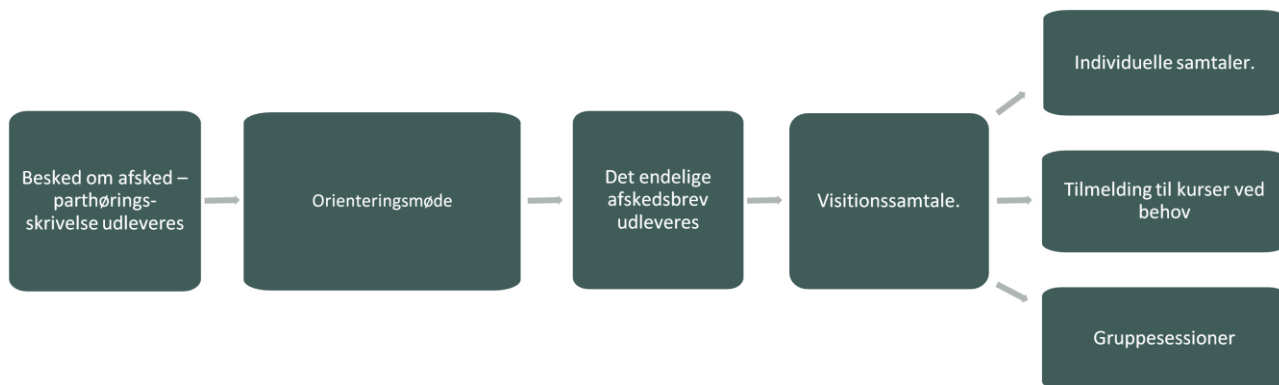 Besked om afsked –
parthørings-
skrivelse udleveres
Orienteringsmøde
Det endelige
afskedsbrev
udleveres
Visitionssamtale.
Individuelle samtaler.
Tilmelding til kurser ved
behov
Gruppesessioner